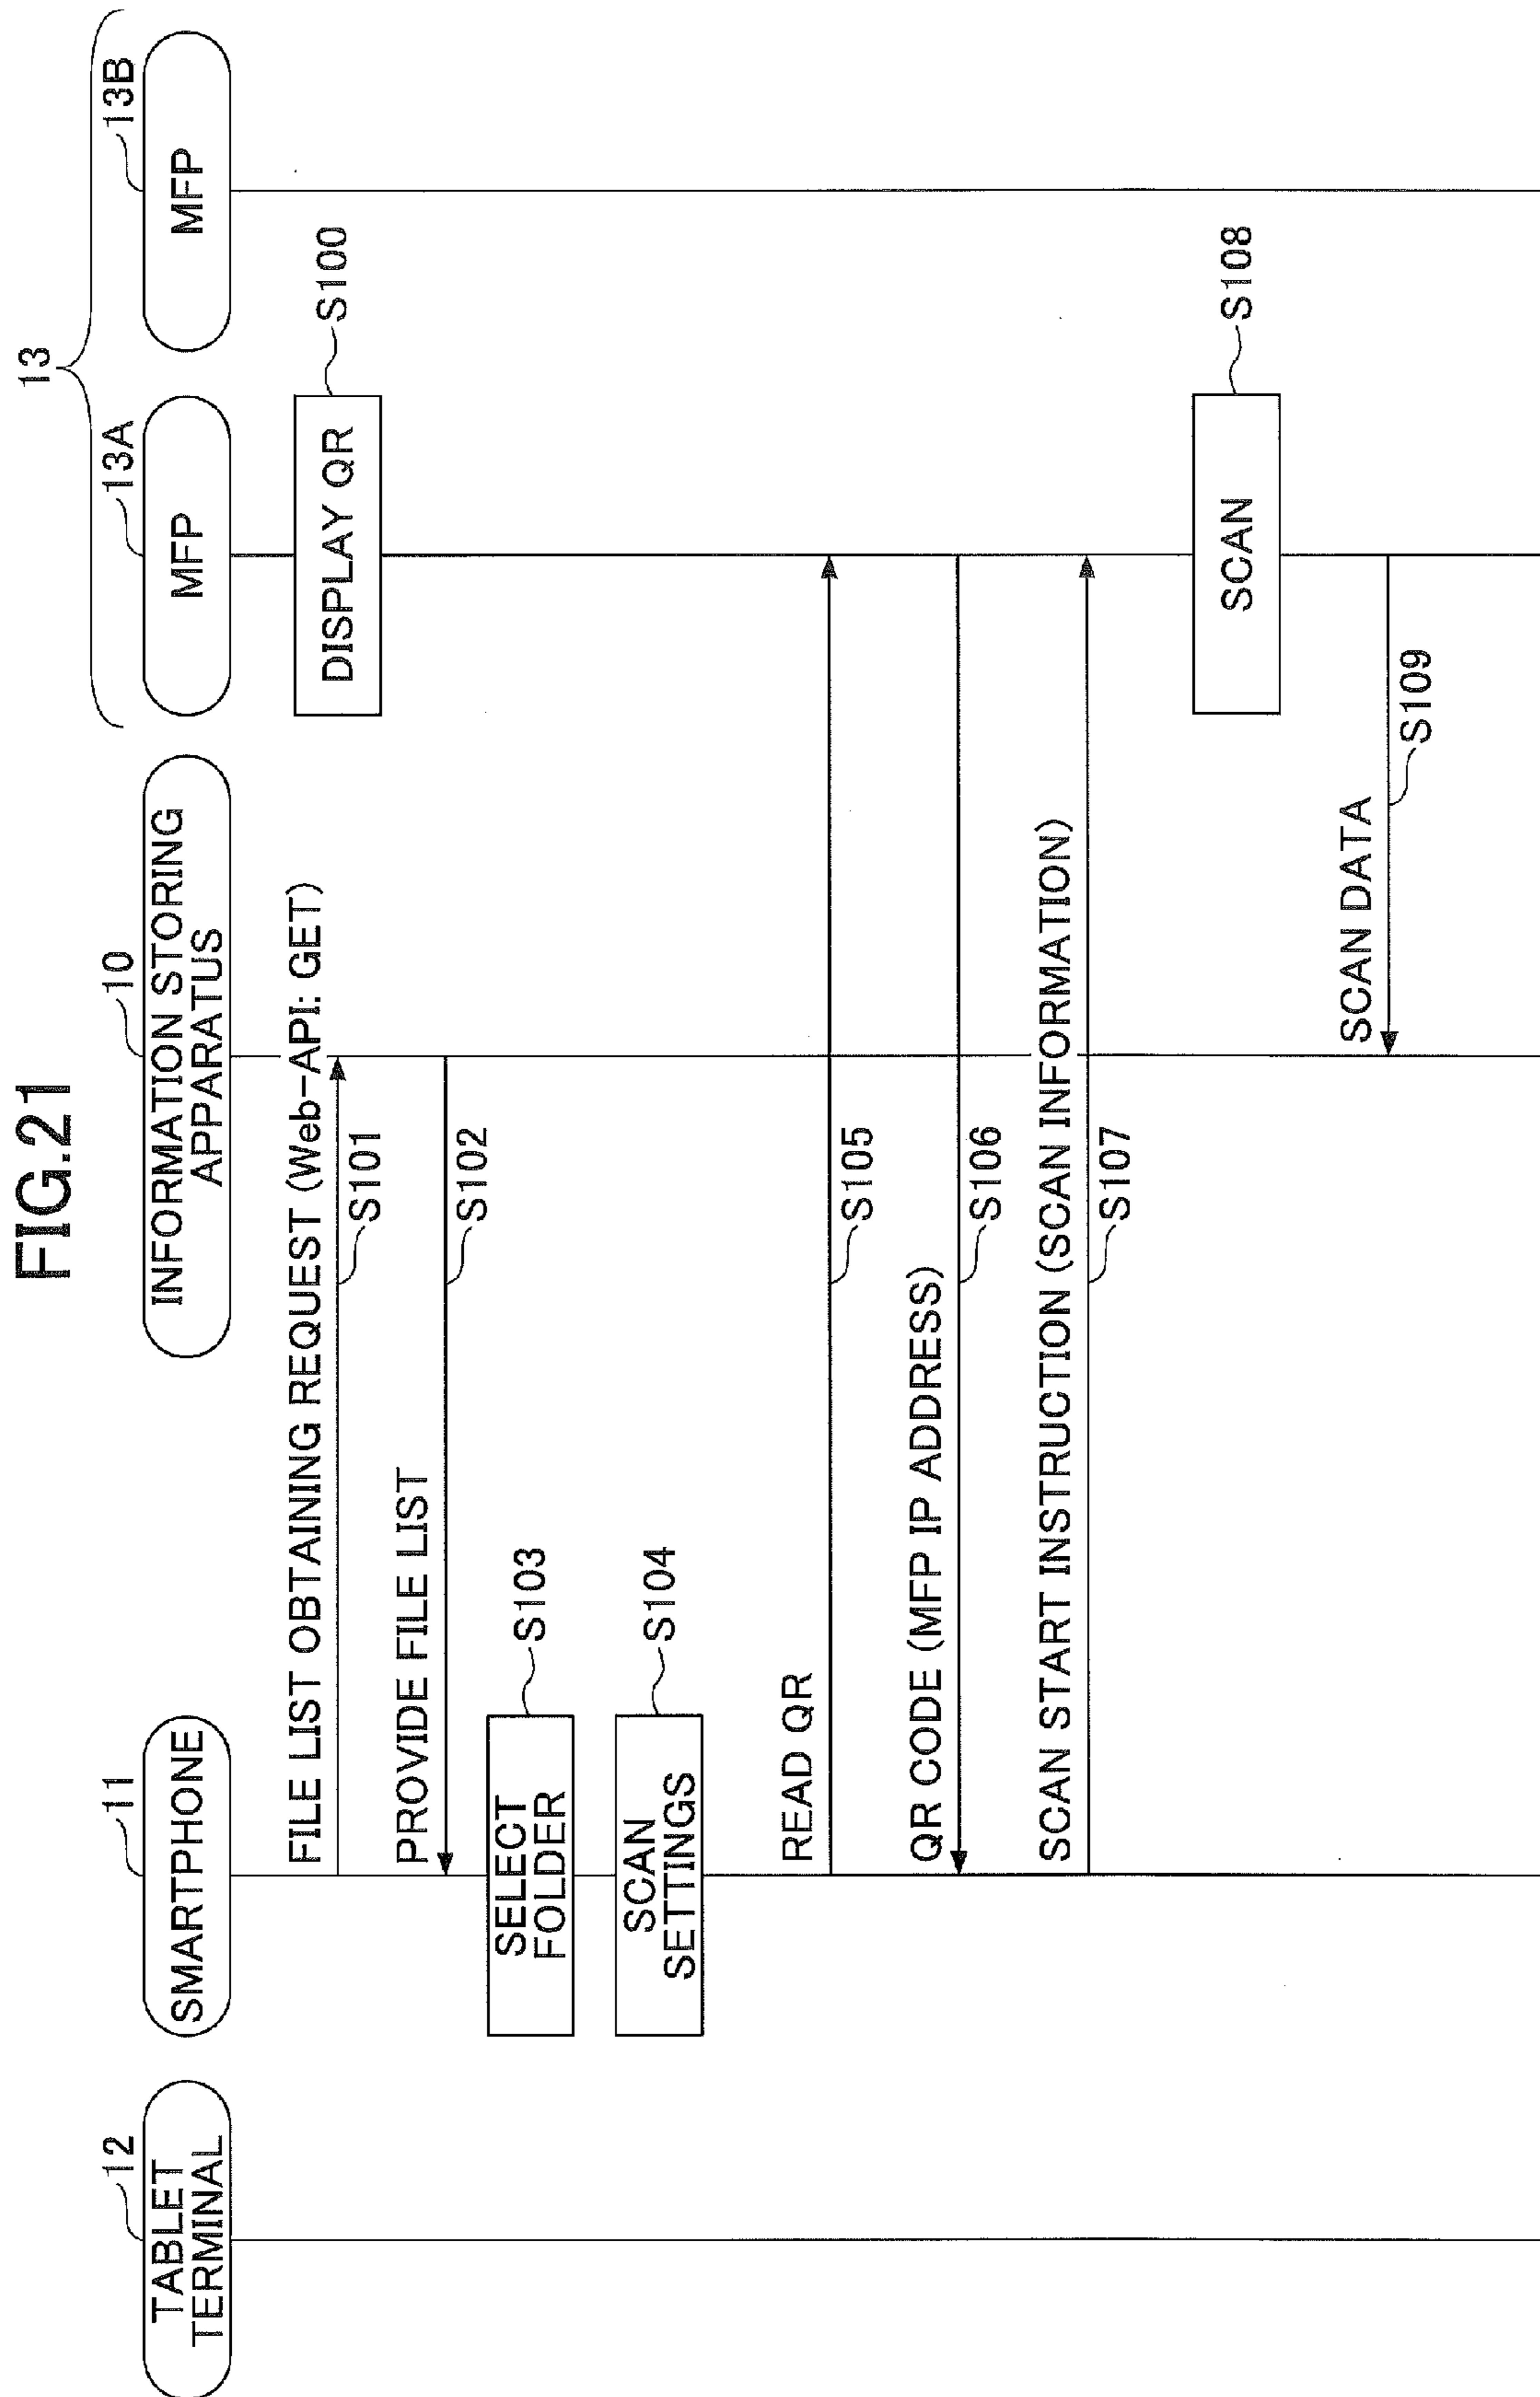 FIG.21
12
TABLET
TERMINAL
11
SMARTPHONE
10
INFORMATION STORING
APPARATUS
13
13A
MFP
13B
MFP
DISPLAY QR
S100
FILE LIST OBTAINING REQUEST (Web-API: GET)
S101
PROVIDE FILE LIST
S102
SELECT
FOLDER
S103
SCAN
SETTINGS
S104
READ QR
S105
QR CODE (MFP IP ADDRESS)
S106
SCAN START INSTRUCTION (SCAN INFORMATION)
S107
SCAN
S108
SCAN DATA
S109